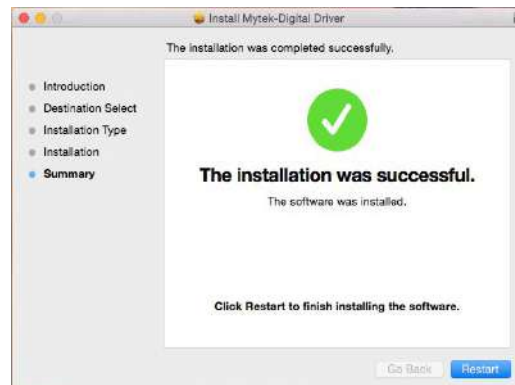 Install Mytek-Digital Driver
The installation was completed successfully.
Introduction
Destination Select
Installation Type
Installation
Summary
The installation was successful.
The software was installed.
Click Restart to finish installing the software.
Go Back
Restart